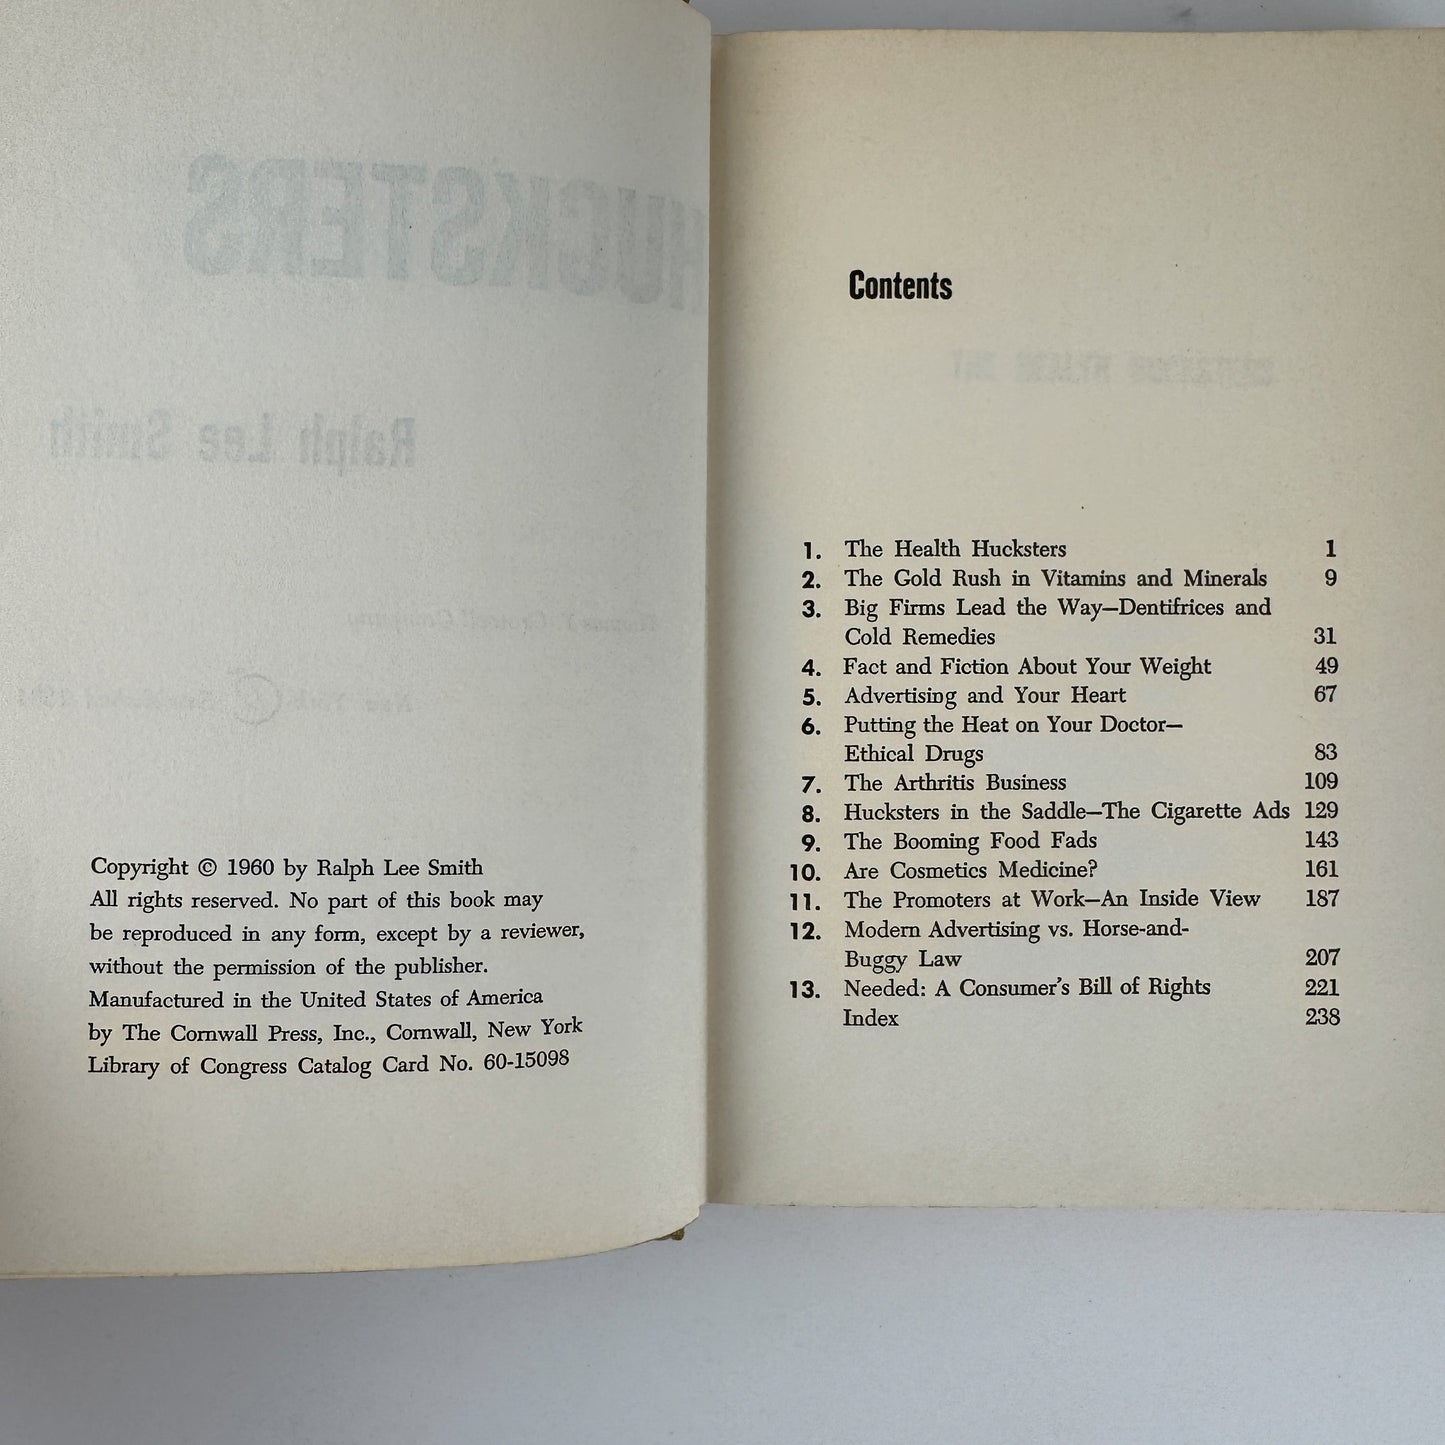 HUCKSTERS
Ralph Lee Smith
Copyright © 1960 by Ralph Lee Smith
All rights reserved. No part of this book may
be reproduced in any form, except by a reviewer,
without the permission of the publisher.
Manufactured in the United States of America
by The Cornwall Press, Inc., Cornwall, New York
Library of Congress Catalog Card No. 60-15098
Contents
1. The Health Hucksters 1
2. The Gold Rush in Vitamins and Minerals 9
3. Big Firms Lead the Way—Dentifrices and
Cold Remedies 31
4. Fact and Fiction About Your Weight 49
5. Advertising and Your Heart 67
6. Putting the Heat on Your Doctor—
Ethical Drugs 83
7. The Arthritis Business 109
8. Hucksters in the Saddle—The Cigarette Ads 129
9. The Booming Food Fads 143
10. Are Cosmetics Medicine? 161
11. The Promoters at Work—An Inside View 187
12. Modern Advertising vs. Horse-and-
Buggy Law 207
13. Needed: A Consumer's Bill of Rights 221
Index 238